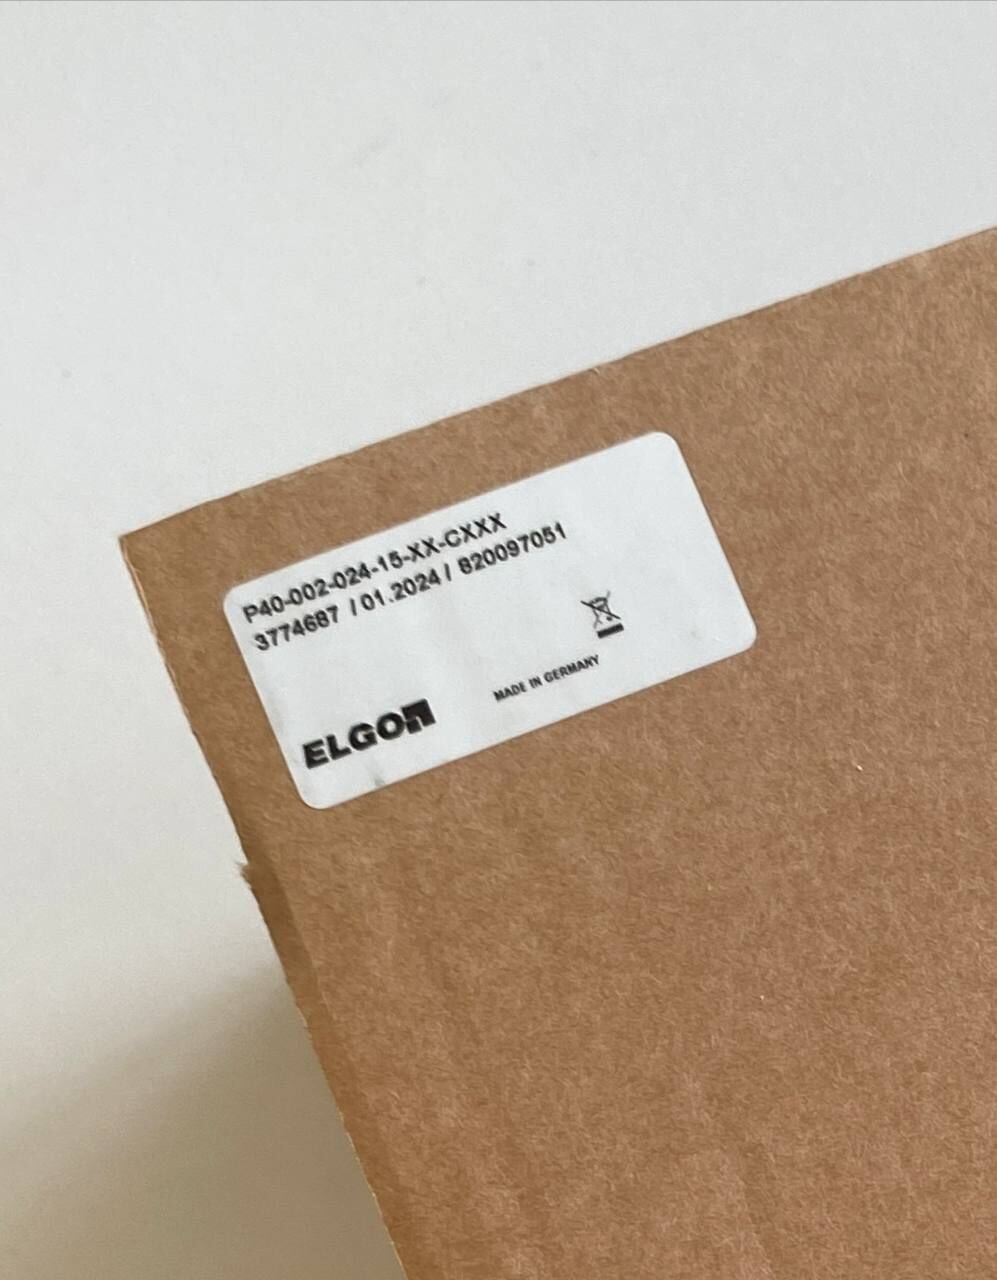 P40-002-024-15-XX-CXXX
3774687 / 01.2024 / 820097051
MADE IN GERMANY
ELGO